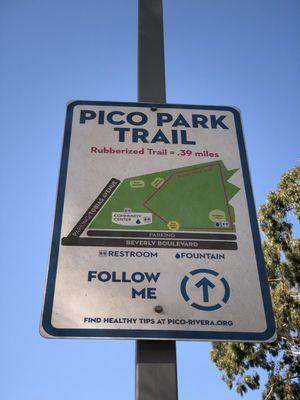 PICO PARK
TRAIL
Rubberized Trail = .39 miles
COMMUNITY
CENTER
PARKING
BEVERLY BOULEVARD
RESTROOM
FOUNTAIN
FOLLOW
ME
FIND HEALTHY TIPS AT PICO-RIVERA.ORG